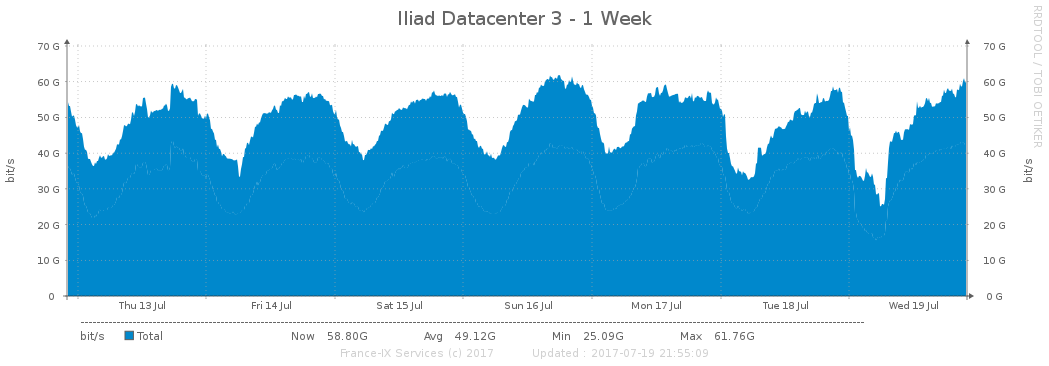 Iliad Datacenter 3 - 1 Week
RRDTOOL / TOBI OETIKER
70 G 70 G
60 G 60 G
50 G 50 G
40 G 40 G
30 G 30 G
20 G 20 G
10 G 10 G
0 0 G
bit/s
bit/s
Thu 13 Jul Fri 14 Jul Sat 15 Jul Sun 16 Jul Mon 17 Jul Tue 18 Jul Wed 19 Jul
bit/s Total Now 58.80G Avg 49.12G Min 25.09G Max 61.76G
France-IX Services (c) 2017 Updated : 2017-07-19 21:55:09